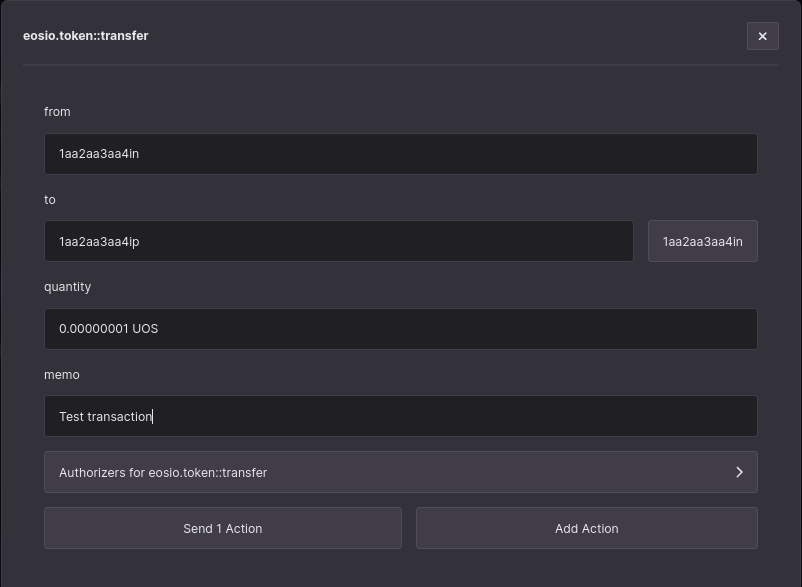 eosio.token::transfer
from
1aa2aa3aa4in
to
1aa2aa3aa4ip
1aa2aa3aa4in
quantity
0.00000001 UOS
memo
Test transaction
Authorizers for eosio.token::transfer
Send 1 Action
Add Action